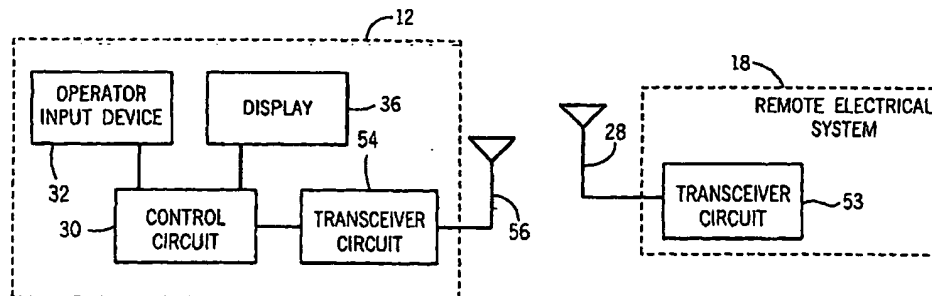 12
OPERATOR
INPUT DEVICE
DISPLAY
36
32
54
30
CONTROL
CIRCUIT
TRANSCEIVER
CIRCUIT
56
18
REMOTE ELECTRICAL
SYSTEM
28
TRANSCEIVER
CIRCUIT
53